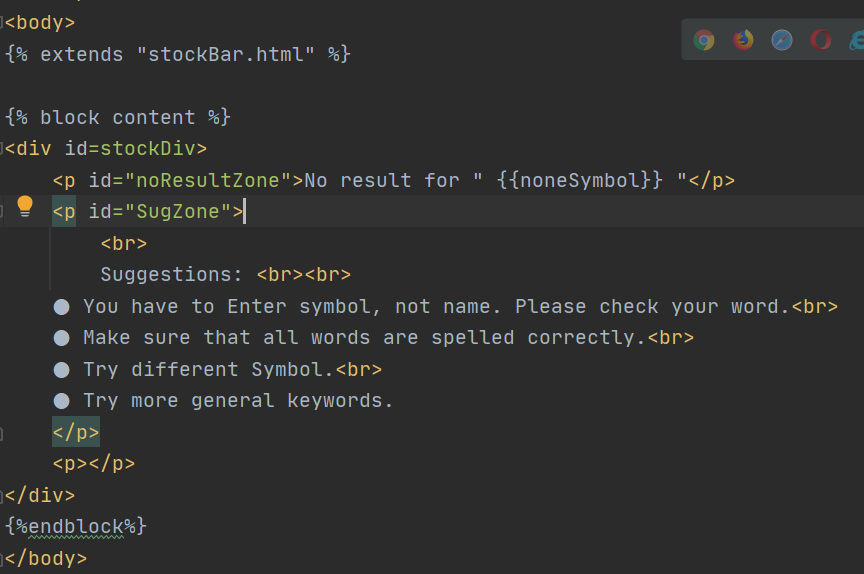 <body>
{% extends "stockBar.html" %}
{% block content %}
<div id=stockDiv>
<p id="noResultZone">No result for " {{noneSymbol}} "</p>
<p id="SugZone">
<br>
Suggestions: <br><br>
● You have to Enter symbol, not name. Please check your word.<br>
● Make sure that all words are spelled correctly.<br>
● Try different Symbol.<br>
● Try more general keywords.
</p>
<p></p>
</div>
{%endblock%}
</body>